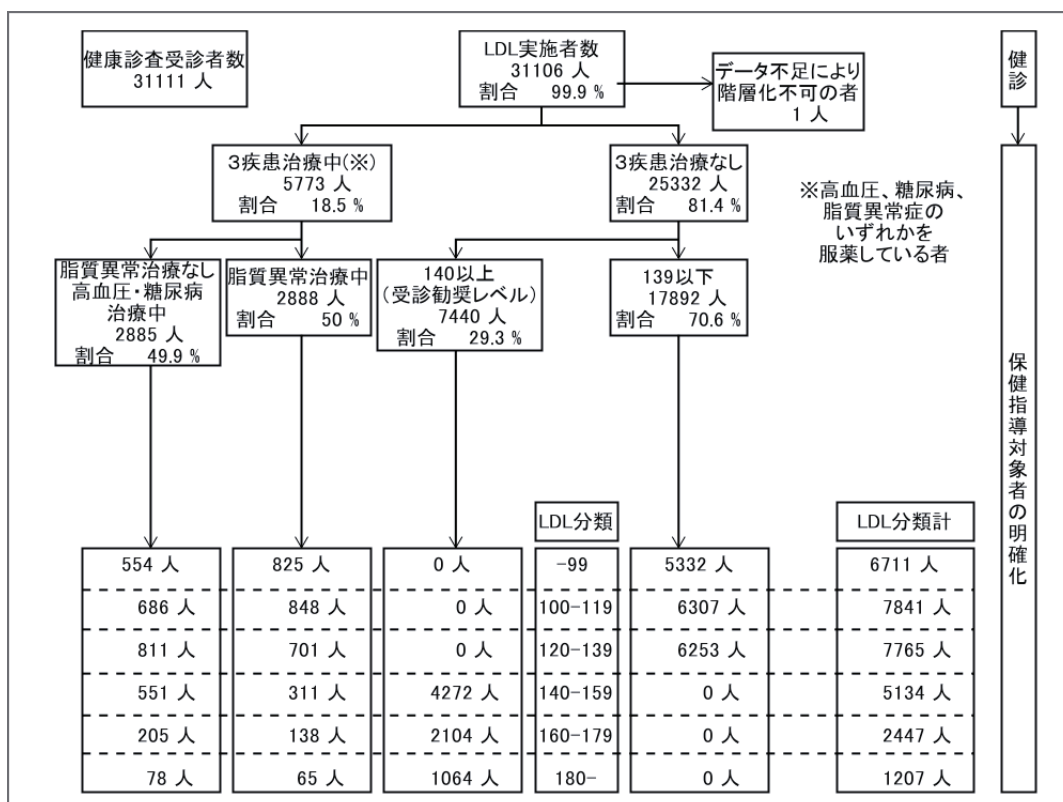 健康診査受診者数
31111 人
LDL実施者数
31106 人
割合 99.9 %
データ不足により
階層化不可の者
1 人
健診
3疾患治療中(※)
5773 人
割合 18.5 %
3疾患治療なし
25332 人
割合 81.4 %
※高血圧、糖尿病、
脂質異常症の
いずれかを
服薬している者
脂質異常治療なし
高血圧・糖尿病
治療中
2885 人
割合 49.9 %
脂質異常治療中
2888 人
割合 50 %
140以上
(受診勧奨レベル)
7440 人
割合 29.3 %
139以下
17892 人
割合 70.6 %
保健指導対象者の明確化
LDL分類
LDL分類計
554 人 825 人 0 人 -99 5332 人 6711 人
686 人 848 人 0 人 100-119 6307 人 7841 人
811 人 701 人 0 人 120-139 6253 人 7765 人
551 人 311 人 4272 人 140-159 0 人 5134 人
205 人 138 人 2104 人 160-179 0 人 2447 人
78 人 65 人 1064 人 180- 0 人 1207 人